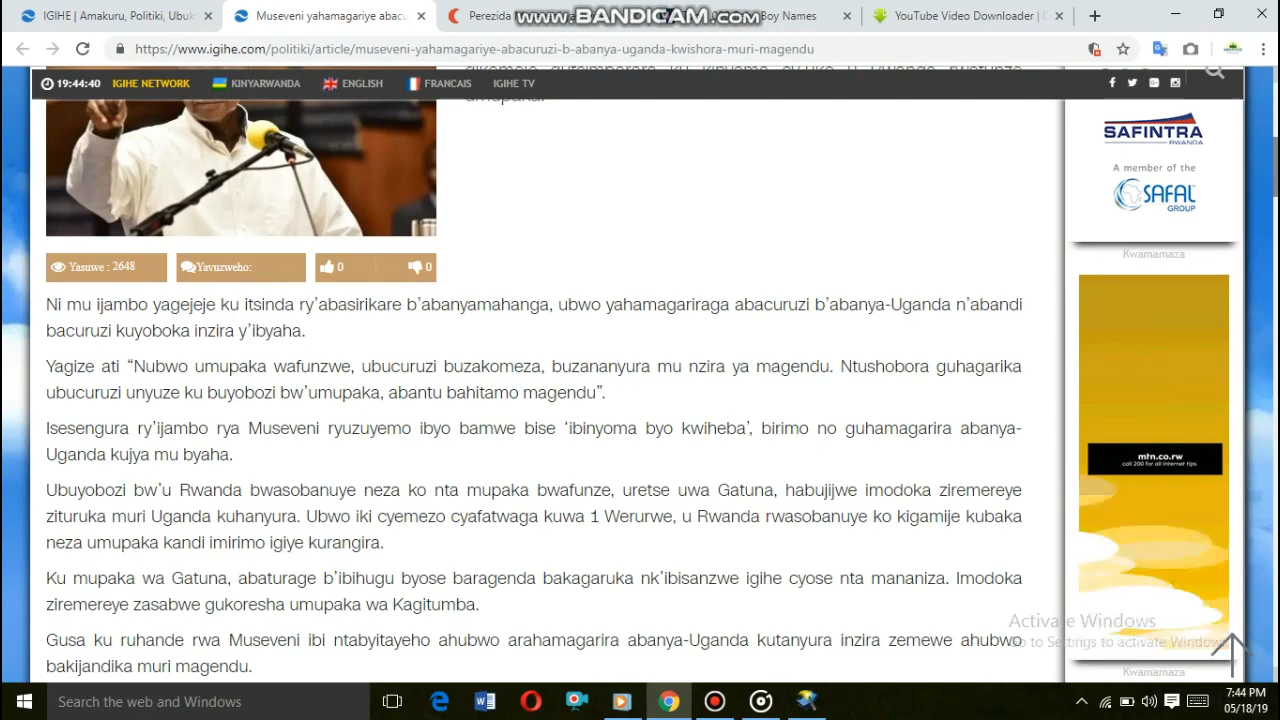 IGIHE | Amakuru, Politiki, Ubuk
Museveni yahamagariye abacu
Perezida
Boy Names
YouTube Video Downloader | D
www.BANDICAM.com
https://www.igihe.com/politiki/article/museveni-yahamagariye-abacuruzi-b-abanya-uganda-kwishora-muri-magendu
19:44:40 IGIHE NETWORK KINYARWANDA ENGLISH FRANCAIS IGIHE TV
umupaka.
Yasuwe : 2648 Yavuzweho: 0 0
Ni mu ijambo yagejeje ku itsinda ry’abasirikare b’abanyamahanga, ubwo yahamagariraga abacuruzi b’abanya-Uganda n’abandi
bacuruzi kuyoboka inzira y’ibyaha.
Yagize ati “Nubwo umupaka wafunzwe, ubucuruzi buzakomeza, buzananyura mu nzira ya magendu. Ntushobora guhagarika
ubucuruzi unyuze ku buyobozi bw’umupaka, abantu bahitamo magendu”.
Isesengura ry’ijambo rya Museveni ryuzuyemo ibyo bamwe bise ‘ibinyoma byo kwiheba’, birimo no guhamagarira abanya-
Uganda kujya mu byaha.
Ubuyobozi bw’u Rwanda bwasobanuye neza ko nta mupaka bwafunze, uretse uwa Gatuna, habujijwe imodoka ziremereye
zituruka muri Uganda kuhanyura. Ubwo iki cyemezo cyafatwaga kuwa 1 Werurwe, u Rwanda rwasobanuye ko kigamije kubaka
neza umupaka kandi imirimo igiye kurangira.
Ku mupaka wa Gatuna, abaturage b’ibihugu byose baragenda bakagaruka nk’ibisanzwe igihe cyose nta mananiza. Imodoka
ziremereye zasabwe gukoresha umupaka wa Kagitumba.
Gusa ku ruhande rwa Museveni ibi ntabyitayeho ahubwo arahamagarira abanya-Uganda kutanyura inzira zemewe ahubwo
bakijandika muri magendu.
SAFINTRA
RWANDA
A member of the
SAFAL
GROUP
Kwamamaza
mtn.co.rw
call 200 for all internet tips
Activate Windows
Go to Settings to activate Windows
Kwamamaza
Search the web and Windows
7:44 PM
05/18/19